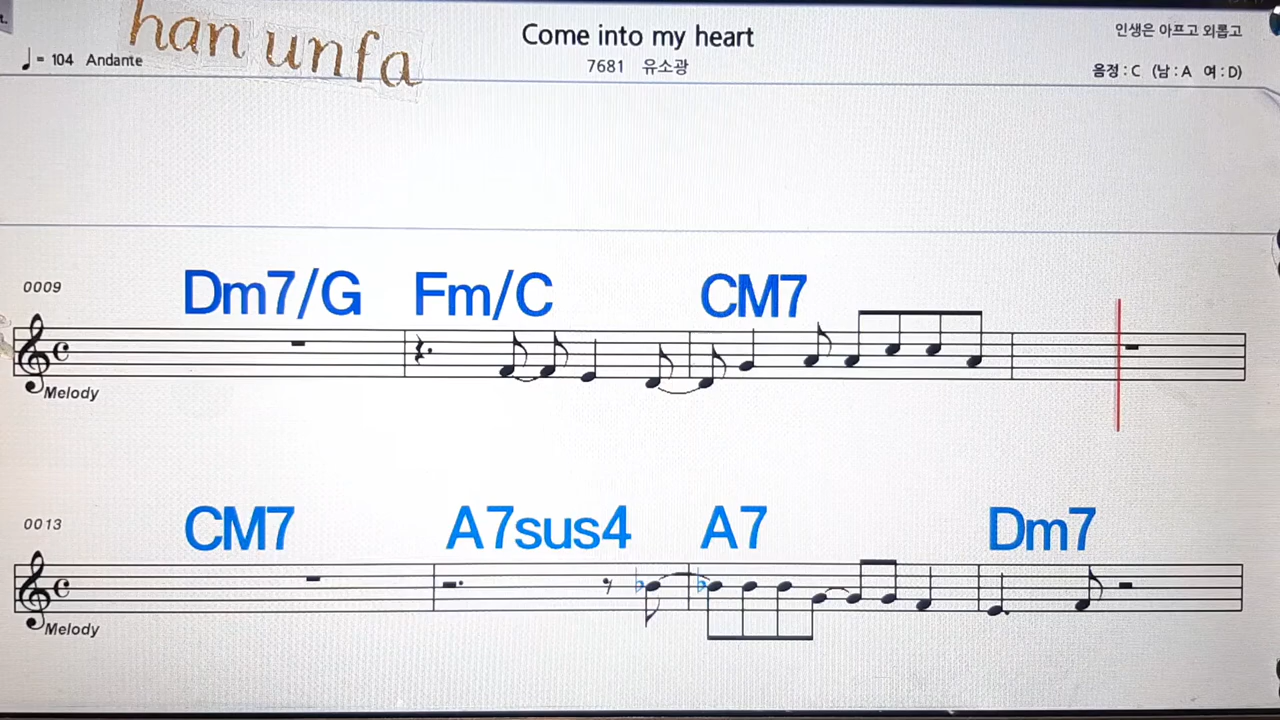 t.
han unfa
Come into my heart
인생은 아프고 외롭고
♩= 104 Andante
7681 유소광
음정 : C (남 : A 여 : D)
0009
Dm7/G Fm/C CM7
Melody
0013
CM7 A7sus4 A7 Dm7
Melody